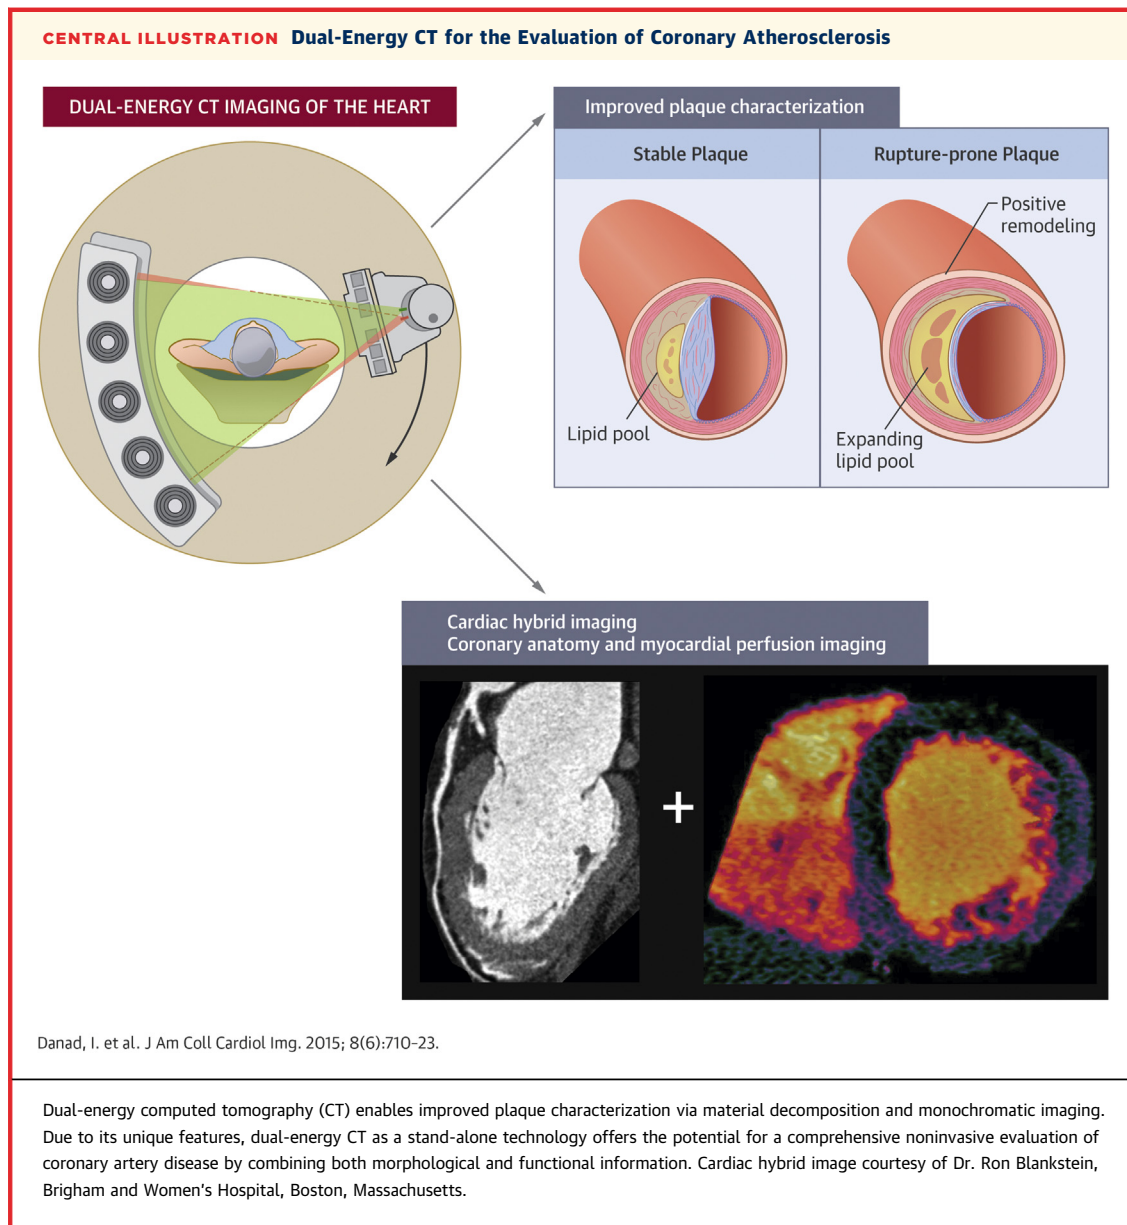 CENTRAL ILLUSTRATION Dual-Energy CT for the Evaluation of Coronary Atherosclerosis
DUAL-ENERGY CT IMAGING OF THE HEART
Improved plaque characterization
Stable Plaque
Rupture-prone Plaque
Positive
remodeling
Lipid pool
Expanding
lipid pool
Cardiac hybrid imaging
Coronary anatomy and myocardial perfusion imaging
+
Danad, I. et al. J Am Coll Cardiol Img. 2015; 8(6):710–23.
Dual-energy computed tomography (CT) enables improved plaque characterization via material decomposition and monochromatic imaging.
Due to its unique features, dual-energy CT as a stand-alone technology offers the potential for a comprehensive noninvasive evaluation of
coronary artery disease by combining both morphological and functional information. Cardiac hybrid image courtesy of Dr. Ron Blankstein,
Brigham and Women's Hospital, Boston, Massachusetts.